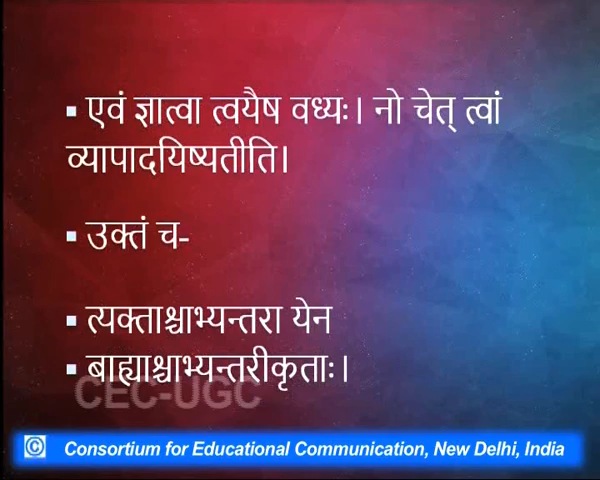 ▪ एवं ज्ञात्वा त्वयैष वध्यः। नो चेत् त्वां
व्यापादयिष्यतीति।
▪ उक्तं च-
▪ त्यक्ताश्चाभ्यन्तरा येन
▪ बाह्याश्चाभ्यन्तरीकृताः।
CEC-UGC
© Consortium for Educational Communication, New Delhi, India